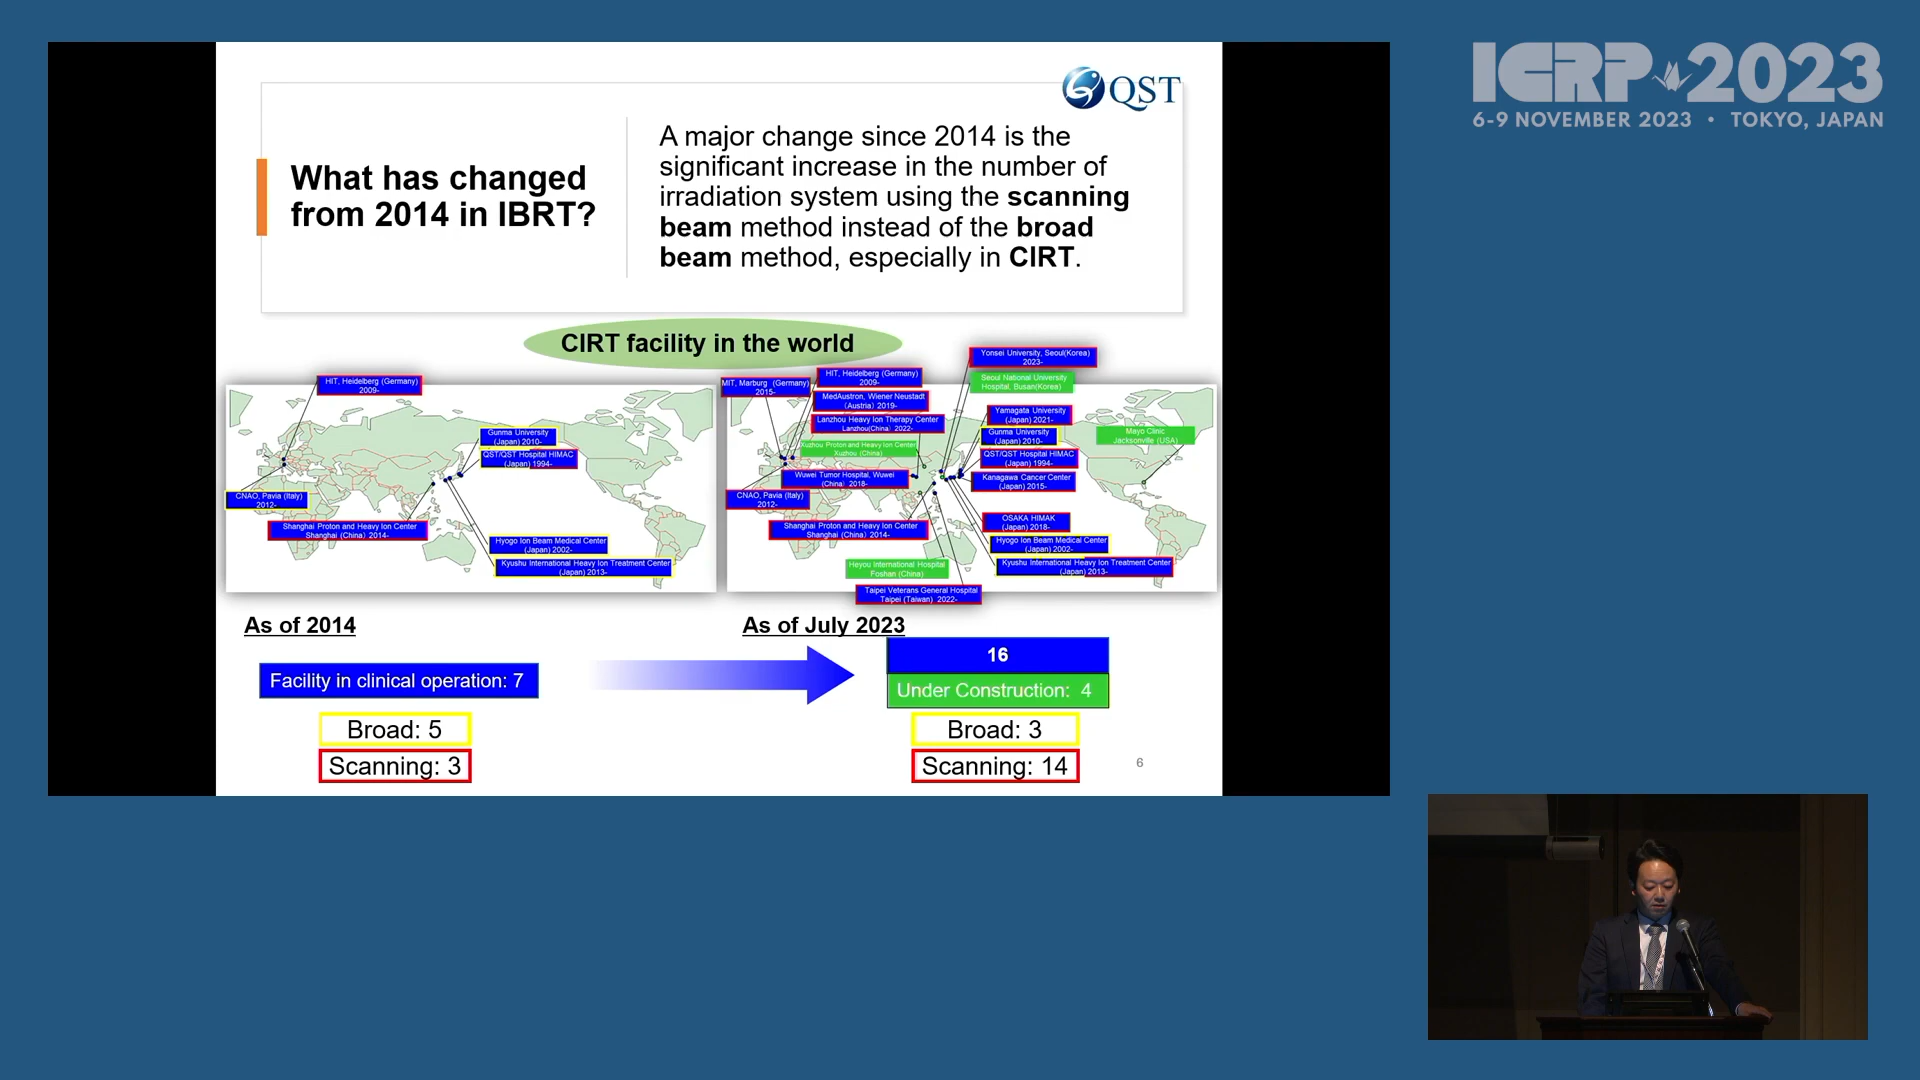 ICRP 2023
6-9 NOVEMBER 2023 • TOKYO, JAPAN
QST
What has changed
from 2014 in IBRT?
A major change since 2014 is the
significant increase in the number of
irradiation system using the scanning
beam method instead of the broad
beam method, especially in CIRT.
CIRT facility in the world
HIT, Heidelberg (Germany)
2009-
Gunma University
(Japan) 2010-
QST/QST Hospital HIMAC
(Japan) 1994-
CNAO, Pavia (Italy)
2012-
Shanghai Proton and Heavy Ion Center
Shanghai (China) 2014-
Hyogo Ion Beam Medical Center
(Japan) 2002-
Kyushu International Heavy Ion Treatment Center
(Japan) 2013-
Yonsei University, Seoul(Korea)
2023-
MIT, Marburg (Germany)
2015-
HIT, Heidelberg (Germany)
2009-
Seoul National University
Hospital, Busan(Korea)
MedAustron, Wiener Neustadt
(Austria) 2019-
Lanzhou Heavy Ion Therapy Center
Lanzhou(China) 2022-
Yamagata University
(Japan) 2021-
Gunma University
(Japan) 2010-
Mayo Clinic
Jacksonville (USA)
Xuzhou Proton and Heavy Ion Center,
Xuzhou (China)
QST/QST Hospital HIMAC
(Japan) 1994-
Wuwei Tumor Hospital, Wuwei
(China) 2018-
Kanagawa Cancer Center
(Japan) 2015-
CNAO, Pavia (Italy)
2012-
Shanghai Proton and Heavy Ion Center
Shanghai (China) 2014-
OSAKA HIMAK
(Japan) 2018-
Hyogo Ion Beam Medical Center
(Japan) 2002-
Heyou International Hospital
Foshan (China)
Kyushu International Heavy Ion Treatment Center
(Japan) 2013-
Taipei Veterans General Hospital
Taipei (Taiwan) 2022-
As of 2014
As of July 2023
Facility in clinical operation: 7
16
Under Construction: 4
Broad: 5
Scanning: 3
Broad: 3
Scanning: 14
6